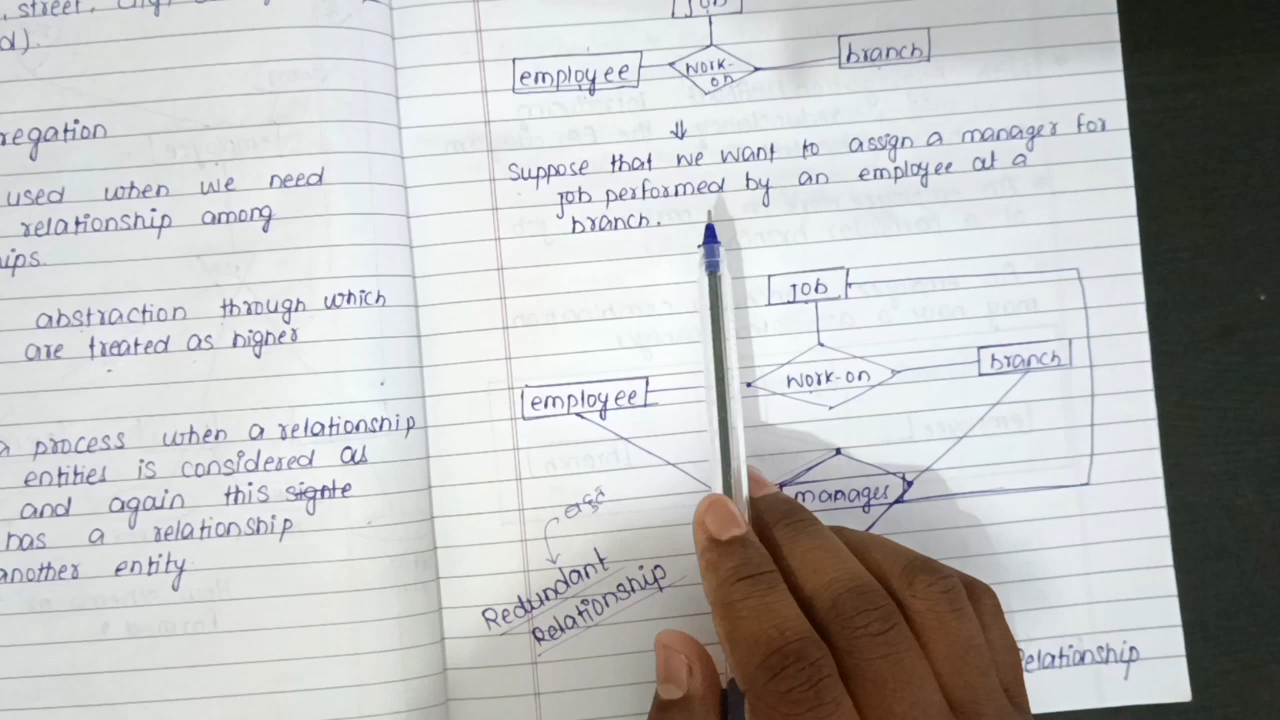 street,
d).
regation
used when we need
relationship among
ips.
abstraction through which
are treated as higher
a process when a relationship
entities is considered as
and again this signte
has a relationship
another entity.
Job
employee
work-
on
branch
Suppose that we want to assign a manager for
job performed by an employee at a
branch.
Job
work-on
branch
employee
manages
Redundant
Relationship
Relationship